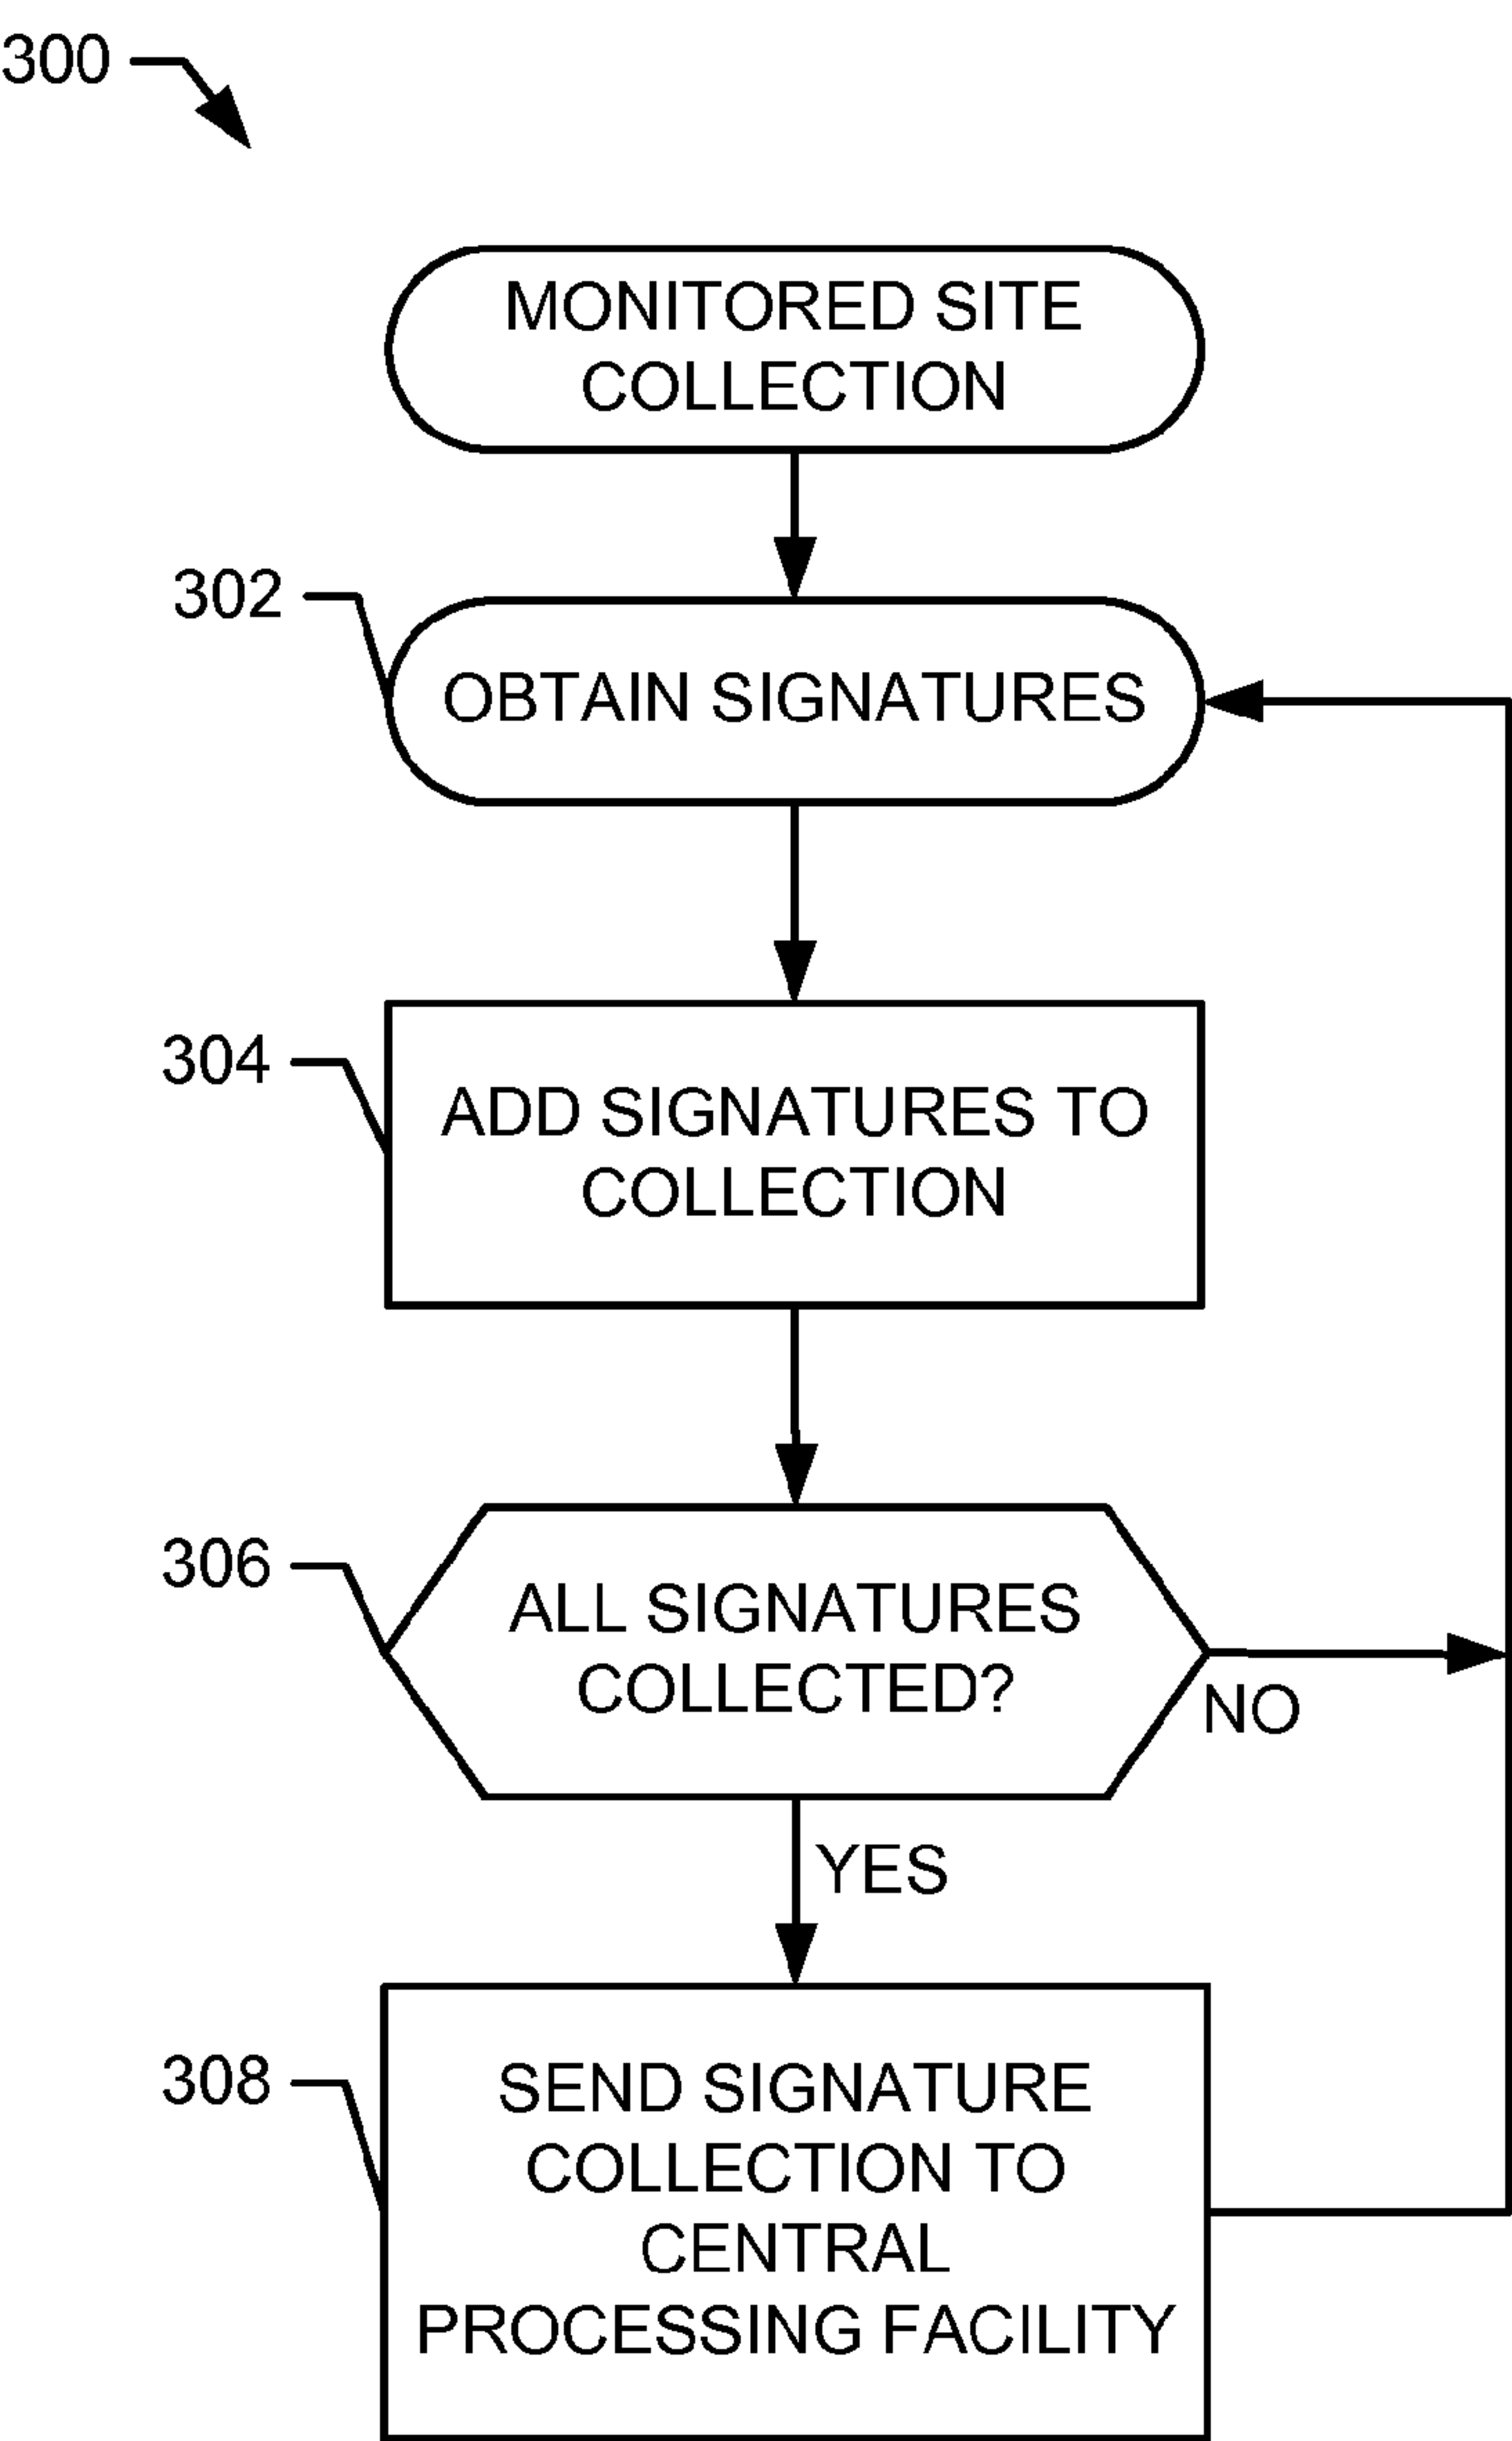 300
MONITORED SITE
COLLECTION
302
OBTAIN SIGNATURES
304
ADD SIGNATURES TO
COLLECTION
306
ALL SIGNATURES
COLLECTED?
NO
YES
308
SEND SIGNATURE
COLLECTION TO
CENTRAL
PROCESSING FACILITY